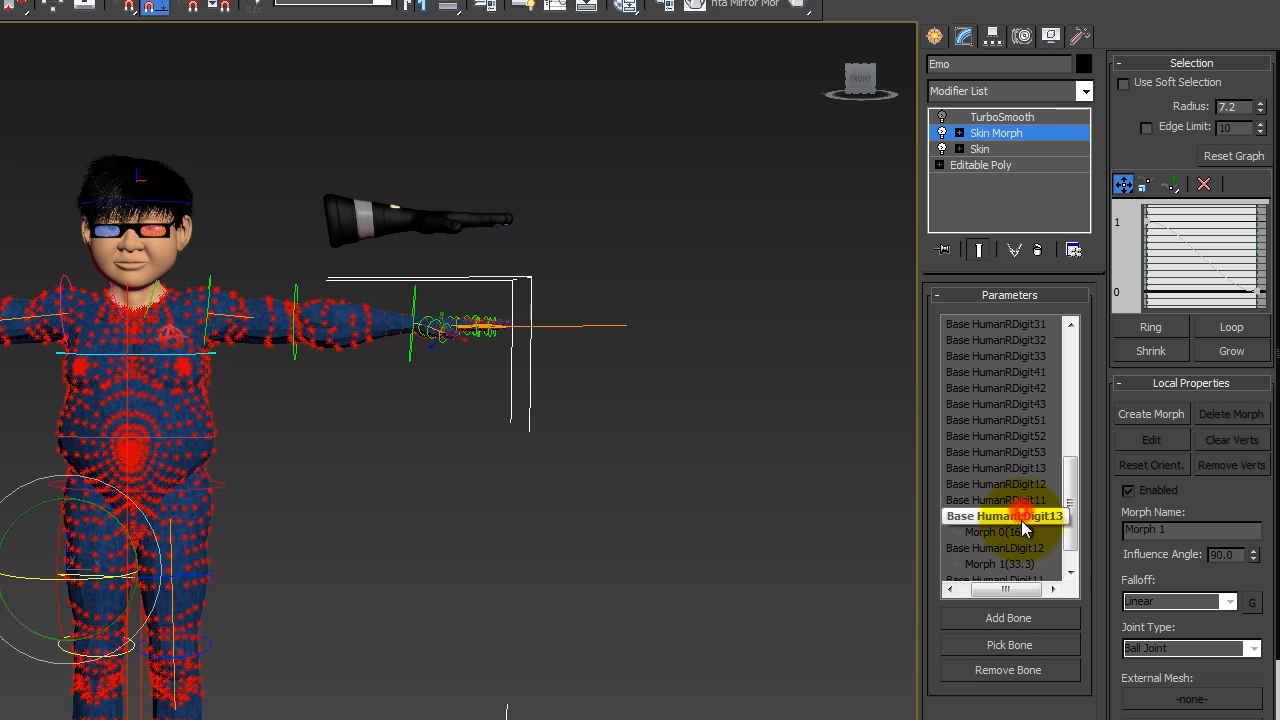 nta Mirror Mor
FRONT
Emo
Modifier List
TurboSmooth
Skin Morph
Skin
Editable Poly
Parameters
Base HumanRDigit31
Base HumanRDigit32
Base HumanRDigit33
Base HumanRDigit41
Base HumanRDigit42
Base HumanRDigit43
Base HumanRDigit51
Base HumanRDigit52
Base HumanRDigit53
Base HumanRDigit13
Base HumanRDigit12
Base HumanRDigit11
Base HumanLDigit13
Morph 0(16
Base HumanLDigit12
Morph 1(33.3)
Base HumanLDigit11
Add Bone
Pick Bone
Remove Bone
Selection
Use Soft Selection
Radius: 7.2
Edge Limit: 10
Reset Graph
1
0
Ring Loop
Shrink Grow
Local Properties
Create Morph Delete Morph
Edit Clear Verts
Reset Orient. Remove Verts
Enabled
Morph Name:
Morph 1
Influence Angle: 90.0
Falloff:
Linear G
Joint Type:
Ball Joint
External Mesh:
-none-